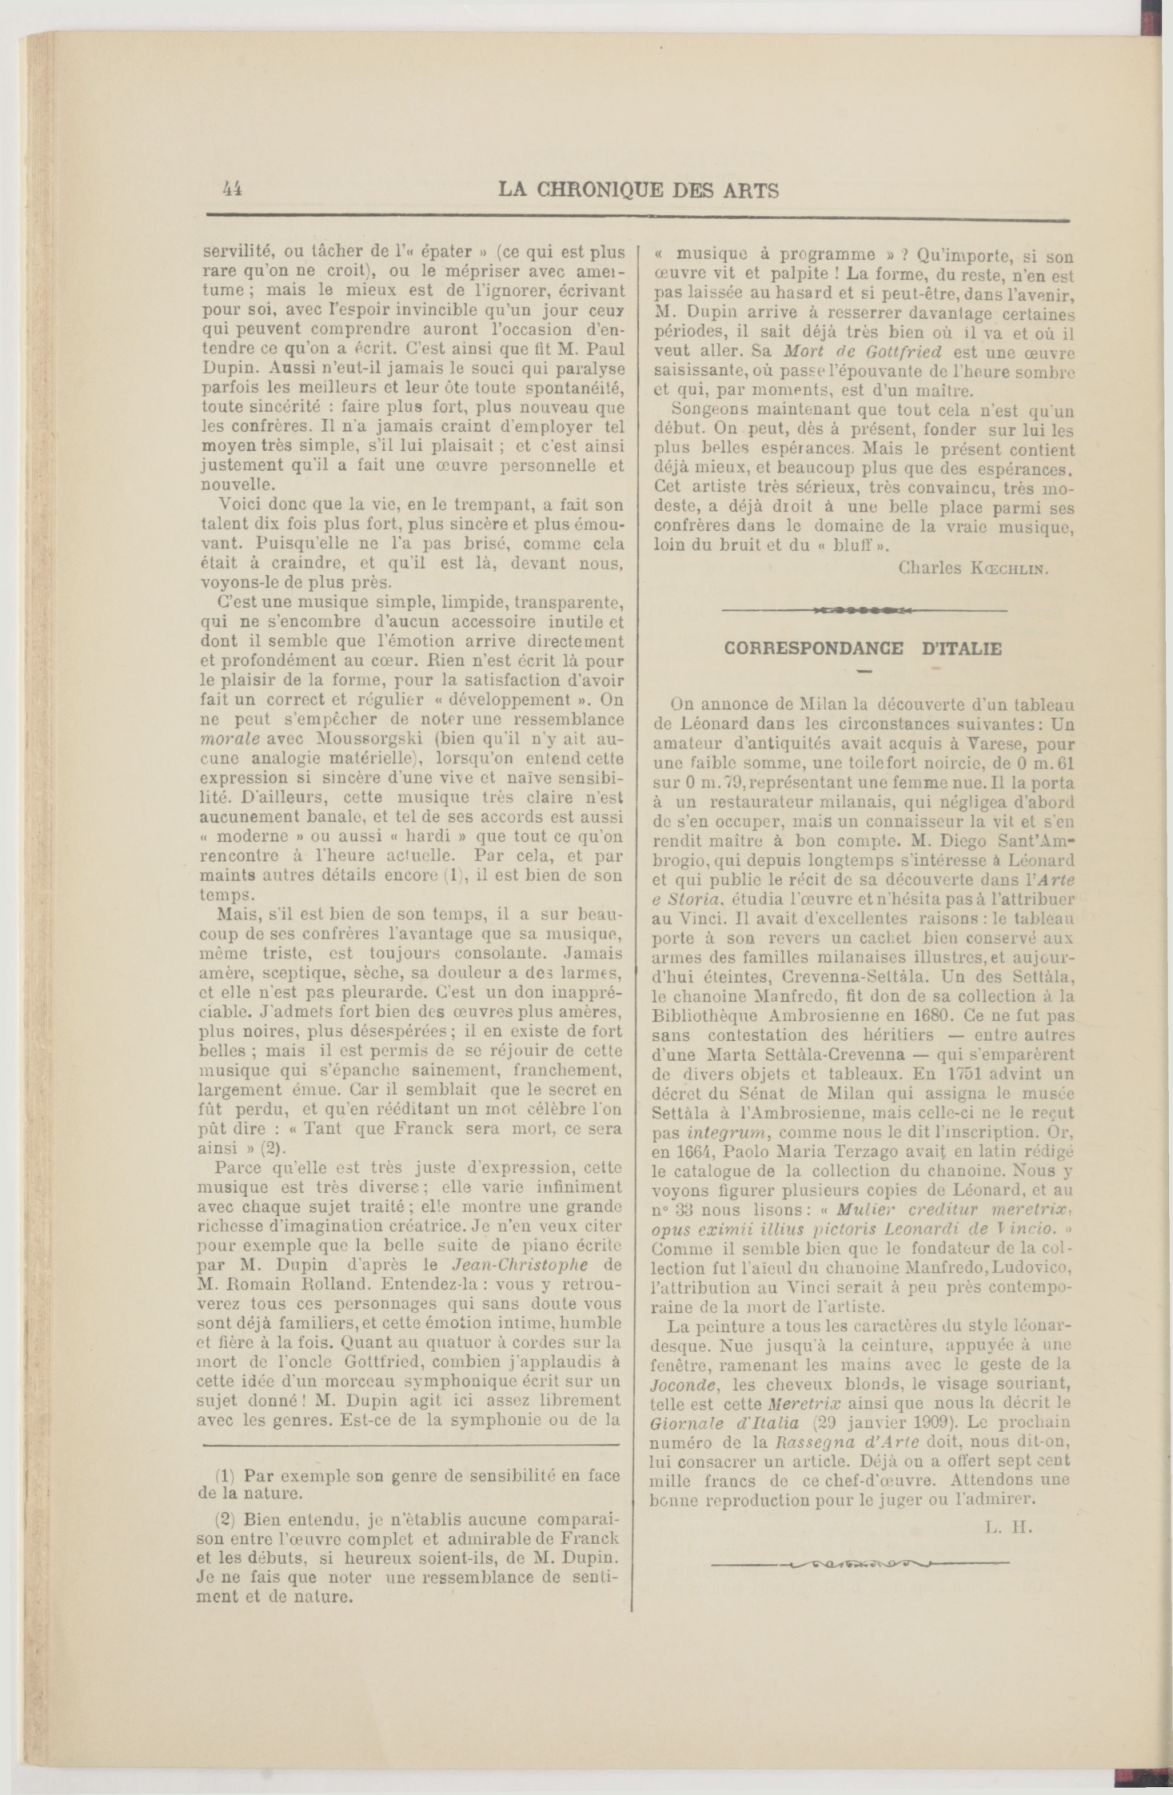 44
LA CHRONIQUE DES ARTS
servilité, ou tâcher de l'« épater » (ce qui est plus
rare qu'on ne croit), ou le mépriser avec amer-
tume ; mais le mieux est de l'ignorer, écrivant
pour soi, avec l'espoir invincible qu'un jour ceux
qui peuvent comprendre auront l'occasion d'en-
tendre ce qu'on a écrit. C'est ainsi que fit M. Paul
Dupin. Aussi n'eut-il jamais le souci qui paralyse
parfois les meilleurs et leur ôte toute spontanéité,
toute sincérité : faire plus fort, plus nouveau que
les confrères. Il n'a jamais craint d'employer tel
moyen très simple, s'il lui plaisait ; et c'est ainsi
justement qu'il a fait une œuvre personnelle et
nouvelle.
Voici donc que la vie, en le trempant, a fait son
talent dix fois plus fort, plus sincère et plus émou-
vant. Puisqu'elle ne l'a pas brisé, comme cela
était à craindre, et qu'il est là, devant nous,
voyons-le de plus près.
C'est une musique simple, limpide, transparente,
qui ne s'encombre d'aucun accessoire inutile et
dont il semble que l'émotion arrive directement
et profondément au cœur. Rien n'est écrit là pour
le plaisir de la forme, pour la satisfaction d'avoir
fait un correct et régulier « développement ». On
ne peut s'empêcher de noter une ressemblance
morale avec Moussorgski (bien qu'il n'y ait au-
cune analogie matérielle), lorsqu'on entend cette
expression si sincère d'une vive et naïve sensibi-
lité. D'ailleurs, cette musique très claire n'est
aucunement banale, et tel de ses accords est aussi
« moderne » ou aussi « hardi » que tout ce qu'on
rencontre à l'heure actuelle. Par cela, et par
maints autres détails encore (1), il est bien de son
temps.
Mais, s'il est bien de son temps, il a sur beau-
coup de ses confrères l'avantage que sa musique,
même triste, est toujours consolante. Jamais
amère, sceptique, sèche, sa douleur a des larmes,
et elle n'est pas pleurarde. C'est un don inappré-
ciable. J'admets fort bien des œuvres plus amères,
plus noires, plus désespérées ; il en existe de fort
belles ; mais il est permis de se réjouir de cette
musique qui s'épanche sainement, franchement,
largement émue. Car il semblait que le secret en
fût perdu, et qu'en rééditant un mot célèbre l'on
pût dire : « Tant que Franck sera mort, ce sera
ainsi » (2).
Parce qu'elle est très juste d'expression, cette
musique est très diverse ; elle varie infiniment
avec chaque sujet traité ; elle montre une grande
richesse d'imagination créatrice. Je n'en veux citer
pour exemple que la belle suite de piano écrite
par M. Dupin d'après le Jean-Christophe de
M. Romain Rolland. Entendez-la : vous y retrou-
verez tous ces personnages qui sans doute vous
sont déjà familiers, et cette émotion intime, humble
et fière à la fois. Quant au quatuor à cordes sur la
mort de l'oncle Gottfried, combien j'applaudis à
cette idée d'un morceau symphonique écrit sur un
sujet donné ! M. Dupin agit ici assez librement
avec les genres. Est-ce de la symphonie ou de la
(1) Par exemple son genre de sensibilité en face
de la nature.
(2) Bien entendu, je n'établis aucune comparai-
son entre l'œuvre complet et admirable de Franck
et les débuts, si heureux soient-ils, de M. Dupin.
Je ne fais que noter une ressemblance de senti-
ment et de nature.
« musique à programme » ? Qu'importe, si son
œuvre vit et palpite ! La forme, du reste, n'en est
pas laissée au hasard et si peut-être, dans l'avenir,
M. Dupin arrive à resserrer davantage certaines
périodes, il sait déjà très bien où il va et où il
veut aller. Sa Mort de Gottfried est une œuvre
saisissante, où passe l'épouvante de l'heure sombre
et qui, par moments, est d'un maître.
Songeons maintenant que tout cela n'est qu'un
début. On peut, dès à présent, fonder sur lui les
plus belles espérances. Mais le présent contient
déjà mieux, et beaucoup plus que des espérances.
Cet artiste très sérieux, très convaincu, très mo-
deste, a déjà droit à une belle place parmi ses
confrères dans le domaine de la vraie musique,
loin du bruit et du « bluff ».
Charles KŒCHLIN.
CORRESPONDANCE D'ITALIE
On annonce de Milan la découverte d'un tableau
de Léonard dans les circonstances suivantes : Un
amateur d'antiquités avait acquis à Varese, pour
une faible somme, une toile fort noircie, de 0 m. 61
sur 0 m. 79, représentant une femme nue. Il la porta
à un restaurateur milanais, qui négligea d'abord
de s'en occuper, mais un connaisseur la vit et s'en
rendit maître à bon compte. M. Diego Sant'Am-
brogio, qui depuis longtemps s'intéresse à Léonard
et qui publie le récit de sa découverte dans l'Arte
e Storia, étudia l'œuvre et n'hésita pas à l'attribuer
au Vinci. Il avait d'excellentes raisons : le tableau
porte à son revers un cachet bien conservé aux
armes des familles milanaises illustres, et aujour-
d'hui éteintes, Crevenna-Settàla. Un des Settàla,
le chanoine Manfredo, fit don de sa collection à la
Bibliothèque Ambrosienne en 1680. Ce ne fut pas
sans contestation des héritiers — entre autres
d'une Marta Settàla-Crevenna — qui s'emparèrent
de divers objets et tableaux. En 1751 advint un
décret du Sénat de Milan qui assigna le musée
Settàla à l'Ambrosienne, mais celle-ci ne le reçut
pas integrum, comme nous le dit l'inscription. Or,
en 1664, Paolo Maria Terzago avait en latin rédigé
le catalogue de la collection du chanoine. Nous y
voyons figurer plusieurs copies de Léonard, et au
n° 33 nous lisons : « Mulier creditur meretrix,
opus eximii illius pictoris Leonardi de Vincio. »
Comme il semble bien que le fondateur de la col-
lection fut l'aïeul du chanoine Manfredo, Ludovico,
l'attribution au Vinci serait à peu près contempo-
raine de la mort de l'artiste.
La peinture a tous les caractères du style léonar-
desque. Nue jusqu'à la ceinture, appuyée à une
fenêtre, ramenant les mains avec le geste de la
Joconde, les cheveux blonds, le visage souriant,
telle est cette Meretrix ainsi que nous la décrit le
Giornale d'Italia (29 janvier 1909). Le prochain
numéro de la Rassegna d'Arte doit, nous dit-on,
lui consacrer un article. Déjà on a offert sept cent
mille francs de ce chef-d'œuvre. Attendons une
bonne reproduction pour le juger ou l'admirer.
L. H.